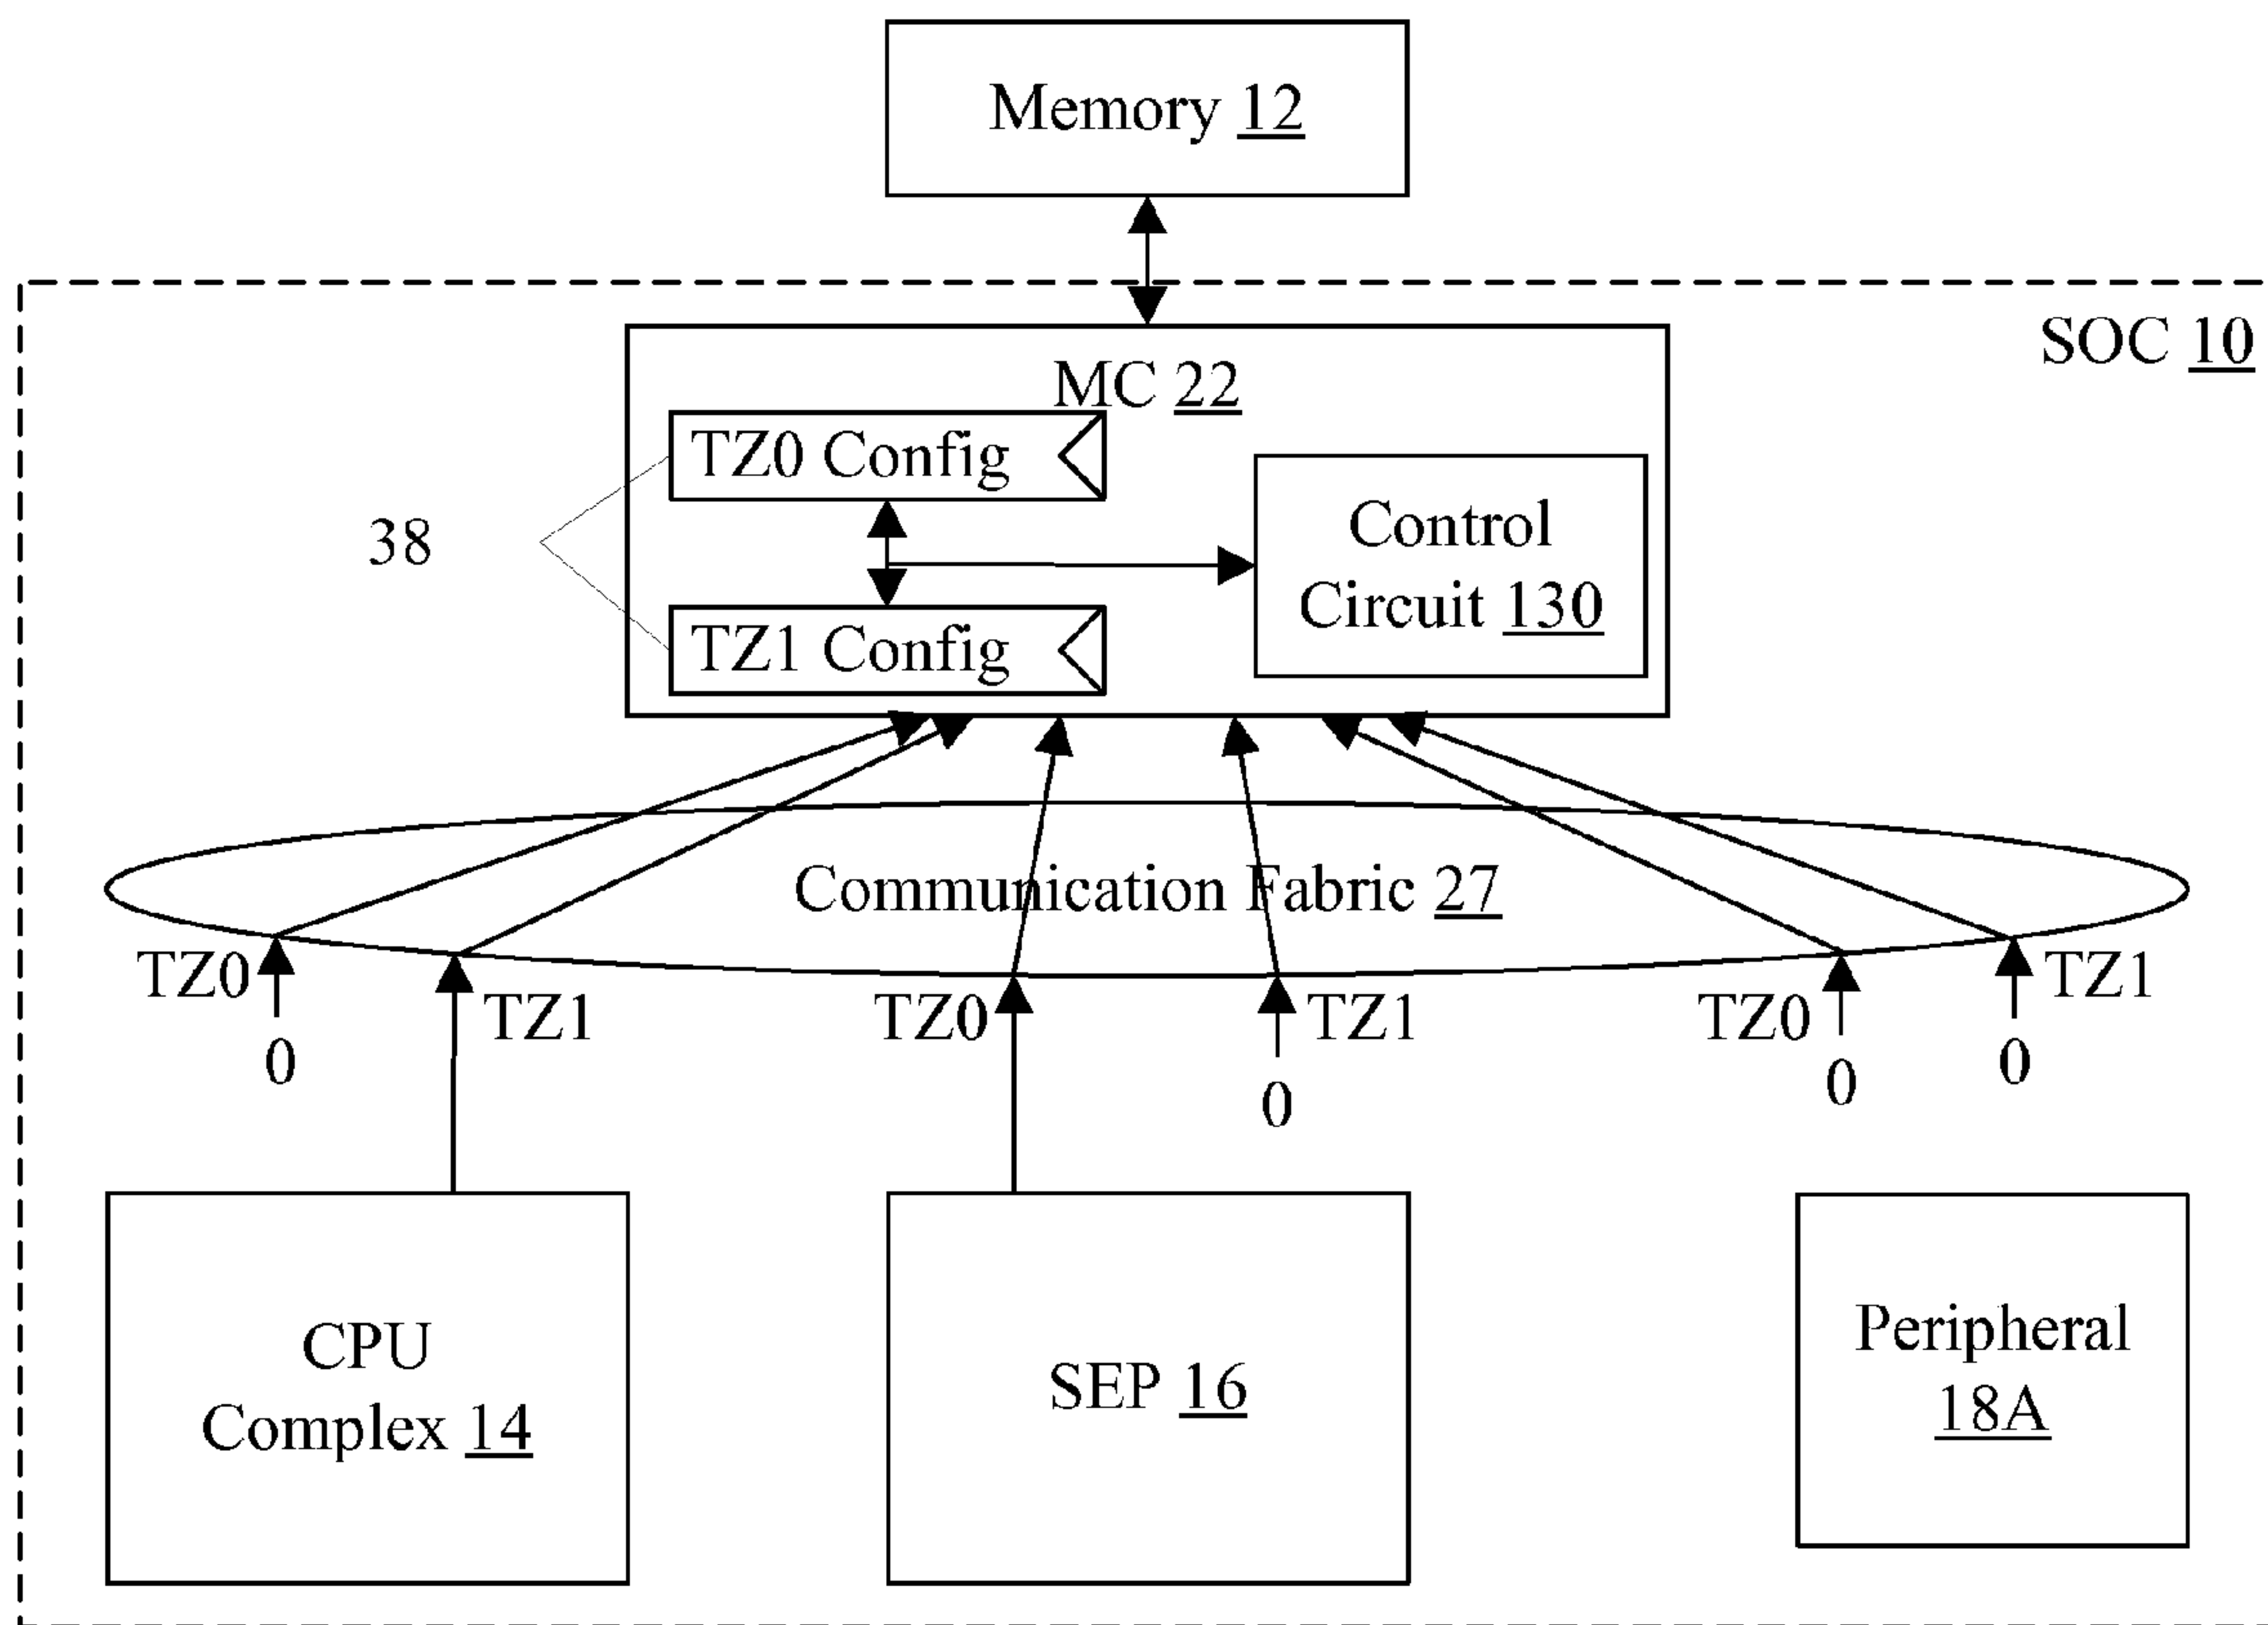 Memory 12
SOC 10
MC 22
TZ0 Config
38
Control
Circuit 130
TZ1 Config
Communication Fabric 27
TZ0
0
TZ1
TZ0
TZ1
0
TZ0
0
TZ1
0
CPU
Complex 14
SEP 16
Peripheral
18A